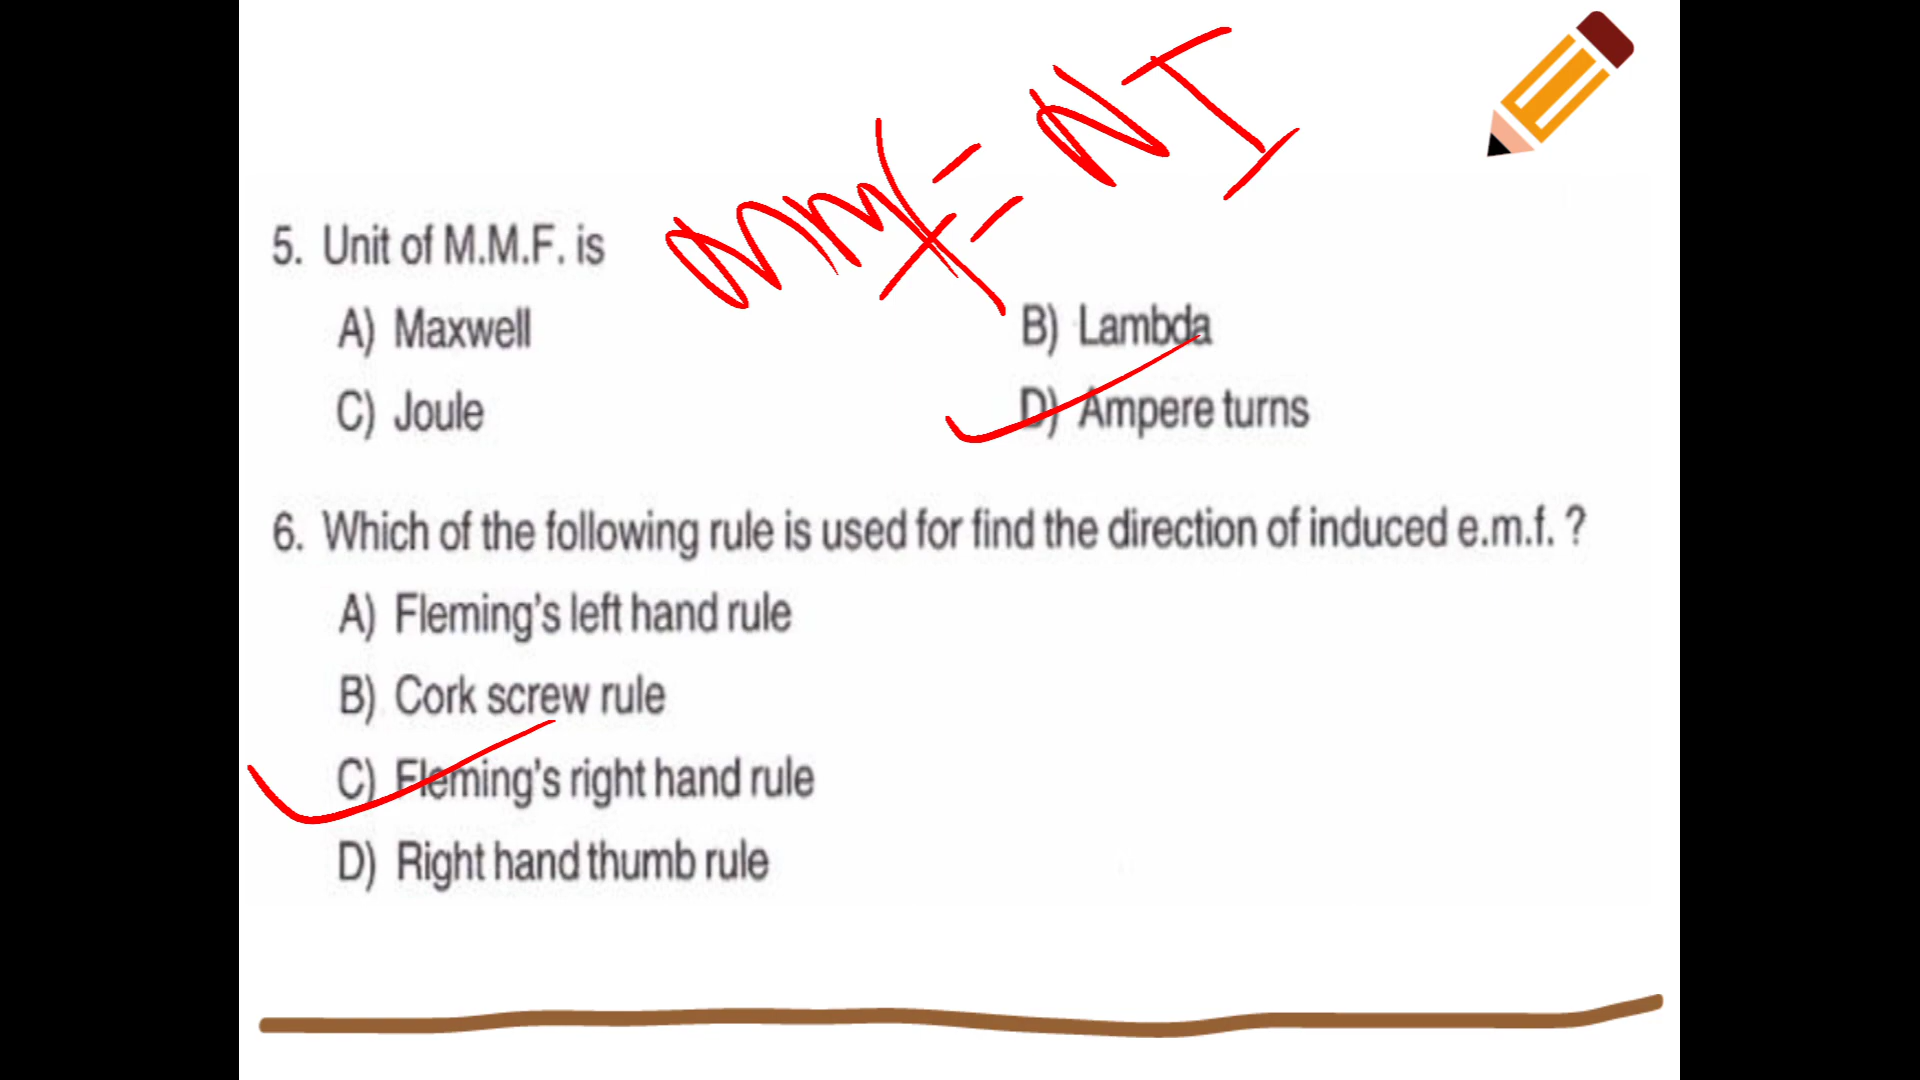 mmf = NI
5. Unit of M.M.F. is
A) Maxwell
B) Lambda
C) Joule
D) Ampere turns
6. Which of the following rule is used for find the direction of induced e.m.f. ?
A) Fleming's left hand rule
B) Cork screw rule
C) Fleming's right hand rule
D) Right hand thumb rule